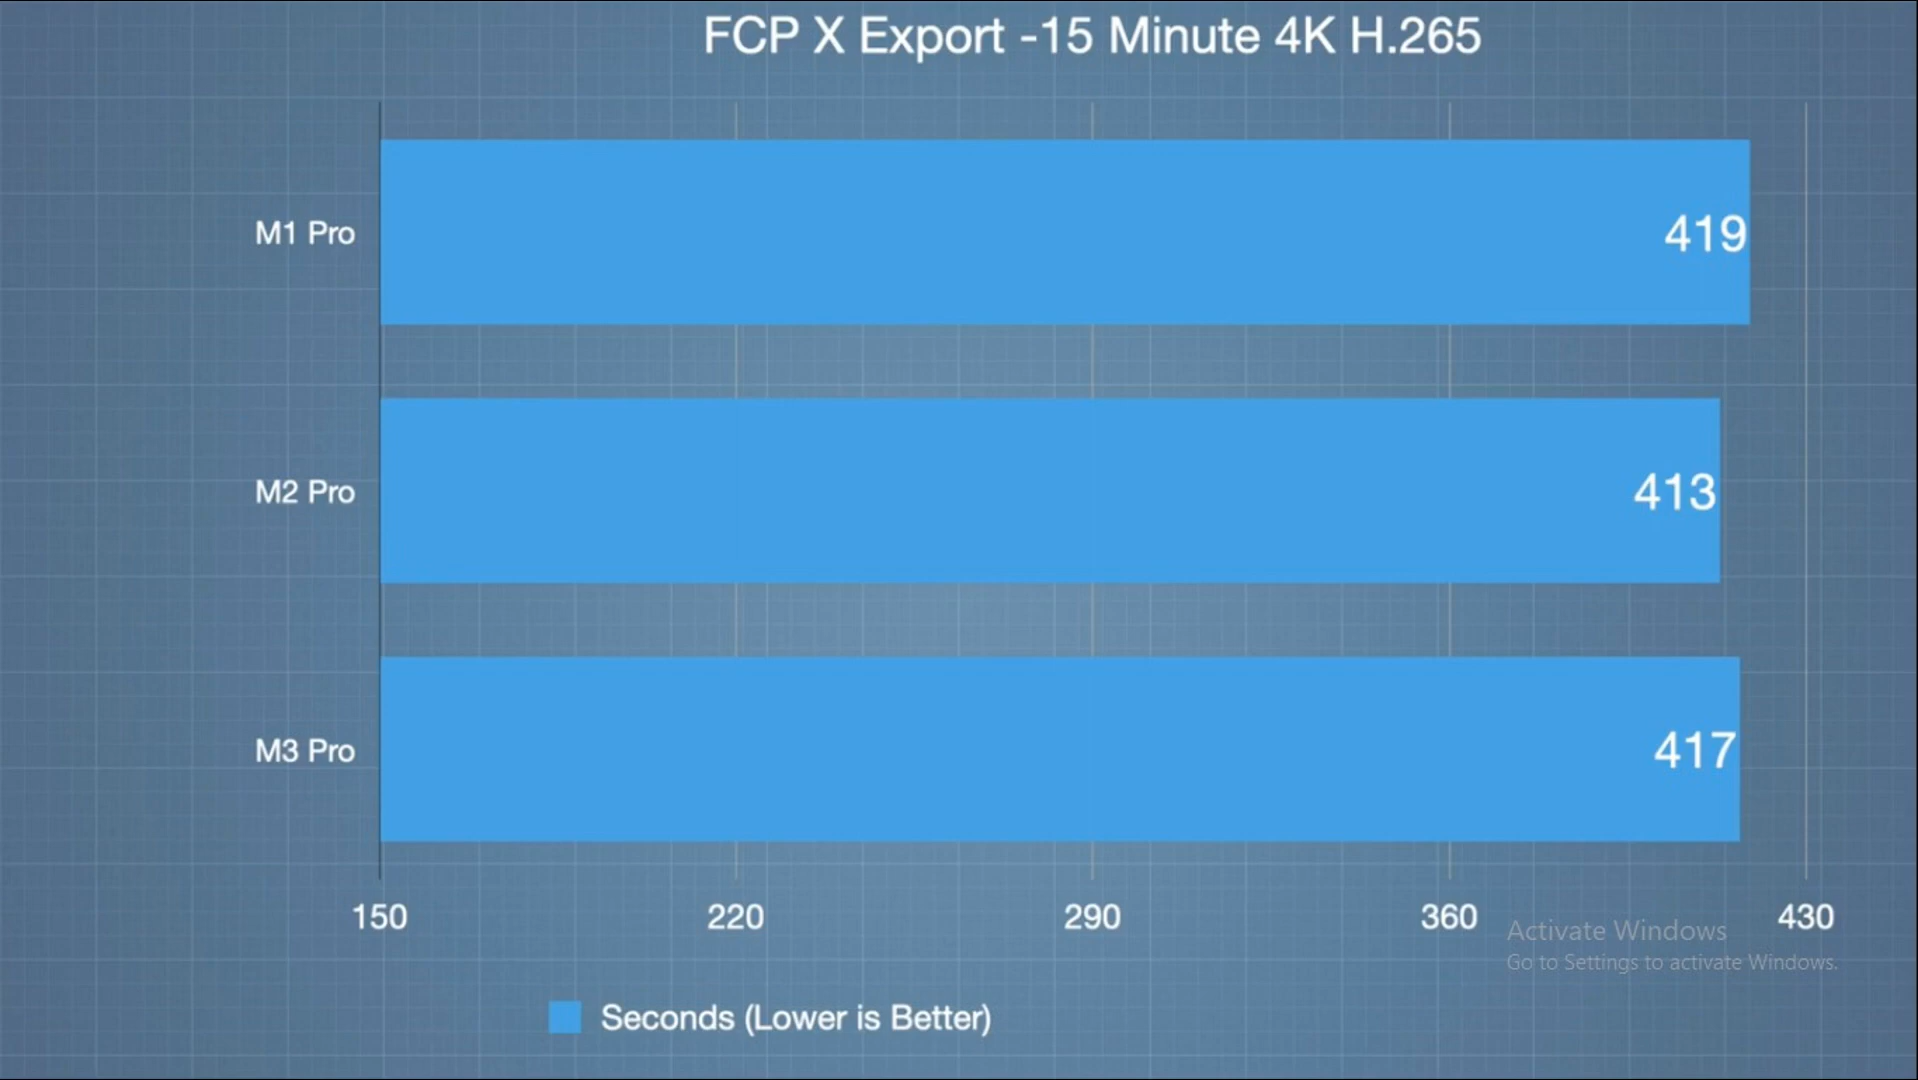 FCP X Export -15 Minute 4K H.265
M1 Pro
419
M2 Pro
413
M3 Pro
417
150 220 290 360 430
Activate Windows
Go to Settings to activate Windows.
Seconds (Lower is Better)